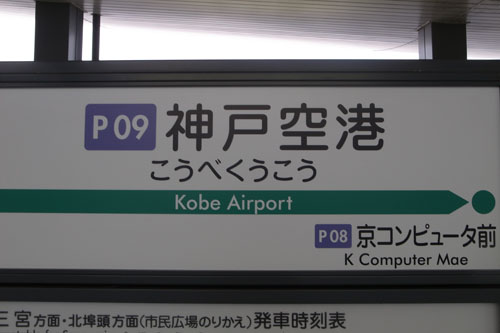 P09 神戸空港
こうべくうこう
Kobe Airport
P08 京コンピュータ前
K Computer Mae
三宮方面・北埠頭方面(市民広場のりかえ)発車時刻表